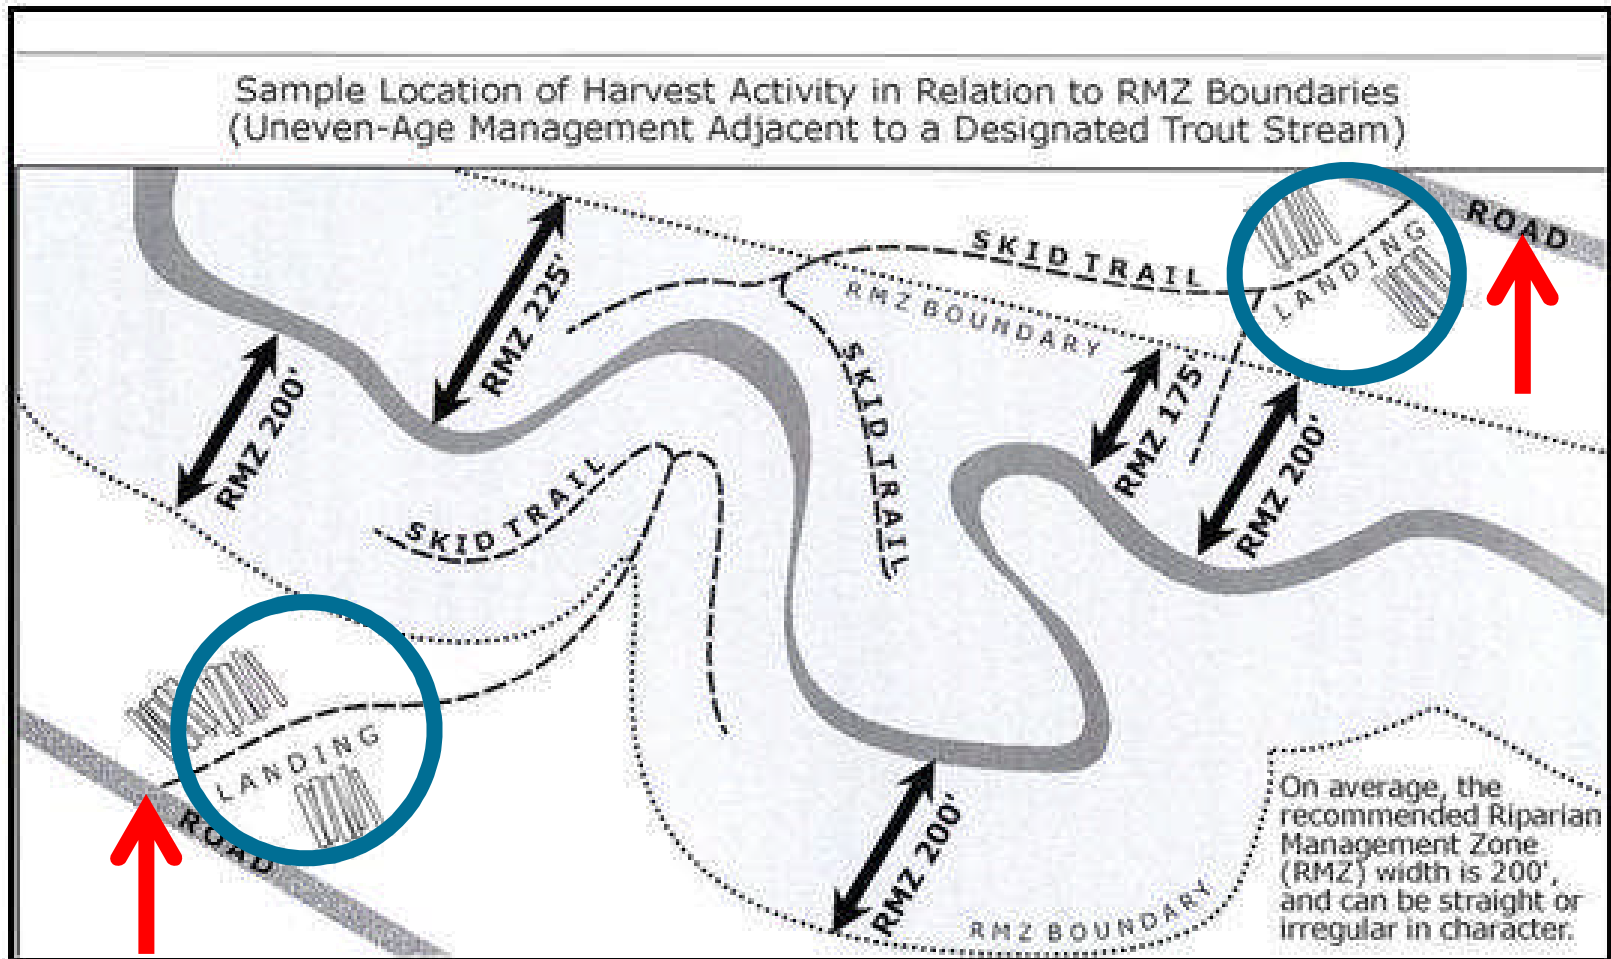 Sample Location of Harvest Activity in Relation to RMZ Boundaries
(Uneven-Age Management Adjacent to a Designated Trout Stream)
ROAD
SKID TRAIL
LANDING
RMZ 225'
RMZ BOUNDARY
RMZ 200'
SKID TRAIL
RMZ 175'
RMZ 200'
SKID TRAIL
LANDING
ROAD
RMZ 200'
RMZ BOUNDARY
On average, the
recommended Riparian
Management Zone
(RMZ) width is 200',
and can be straight or
irregular in character.